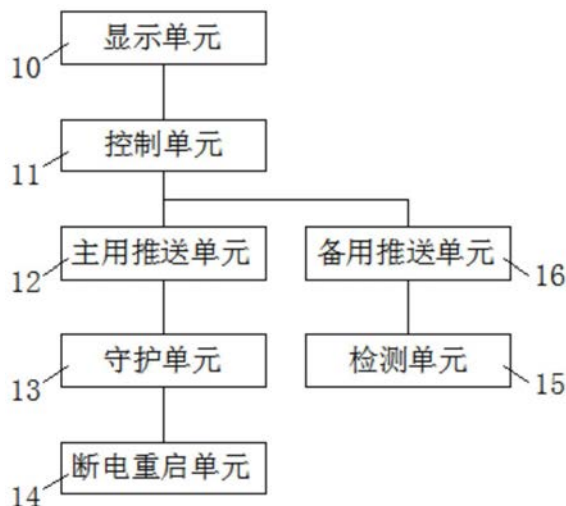 显示单元
10
控制单元
11
主用推送单元
12
备用推送单元
16
守护单元
13
检测单元
15
断电重启单元
14